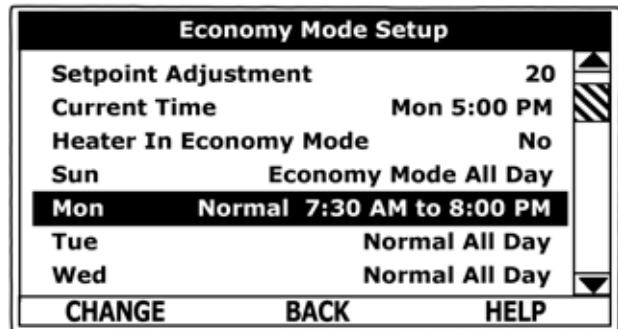 Economy Mode Setup
Setpoint Adjustment 20
Current Time Mon 5:00 PM
Heater In Economy Mode No
Sun Economy Mode All Day
Mon Normal 7:30 AM to 8:00 PM
Tue Normal All Day
Wed Normal All Day
CHANGE BACK HELP